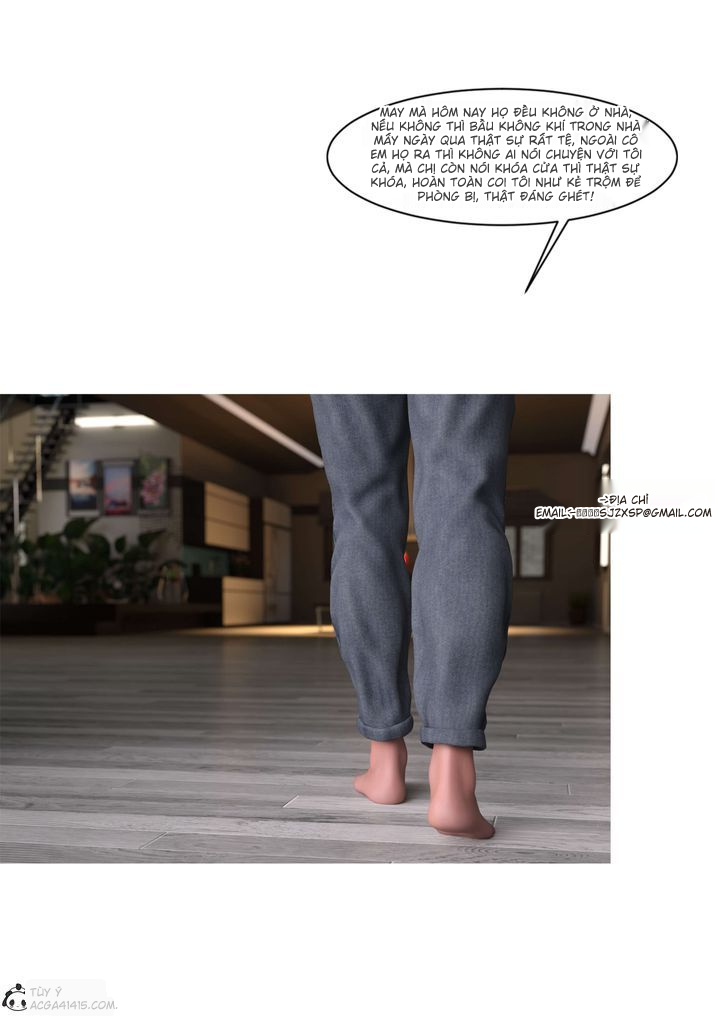 MAY MÀ HÔM NAY HỌ ĐỀU KHÔNG Ở NHÀ,
NẾU KHÔNG THÌ BẦU KHÔNG KHÍ TRONG NHÀ
MẤY NGÀY QUA THẬT SỰ RẤT TỆ, NGOÀI CÔ
EM HỌ RA THÌ KHÔNG AI NÓI CHUYỆN VỚI TÔI
CẢ, MÀ CHỊ CÒN NÓI KHÓA CỬA THÌ THẬT SỰ
KHÓA, HOÀN TOÀN COI TÔI NHƯ KẺ TRỘM ĐỂ
PHÒNG BỊ, THẬT ĐÁNG GHÉT!
->ĐỊA CHỈ
EMAIL:-SJZXSP@GMAIL.COM
TÙY Ý
ACGA41415.COM.